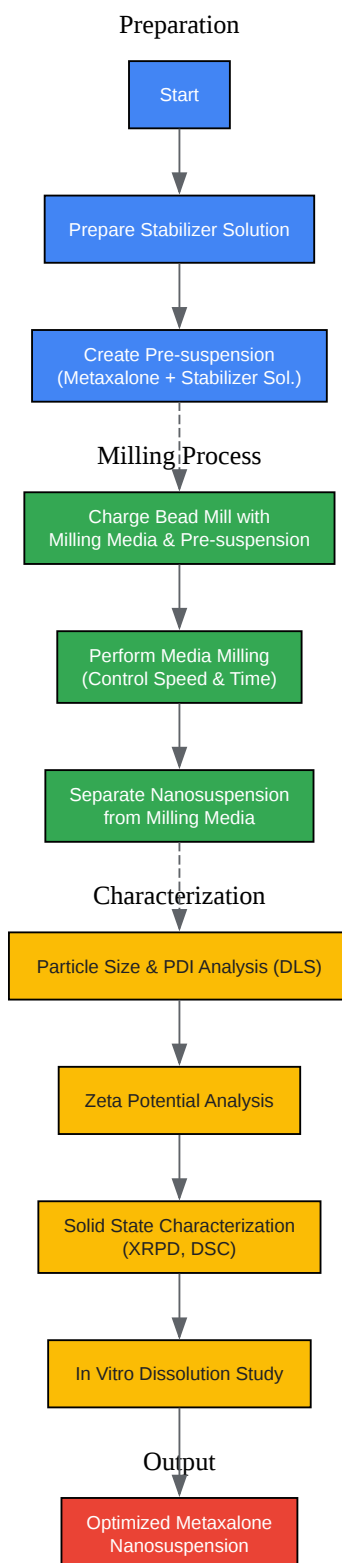 Preparation
Start
Prepare Stabilizer Solution
Create Pre-suspension
(Metaxalone + Stabilizer Sol.)
Milling Process
Charge Bead Mill with
Milling Media & Pre-suspension
Perform Media Milling
(Control Speed & Time)
Separate Nanosuspension
from Milling Media
Characterization
Particle Size & PDI Analysis (DLS)
Zeta Potential Analysis
Solid State Characterization
(XRPD, DSC)
In Vitro Dissolution Study
Output
Optimized Metaxalone
Nanosuspension